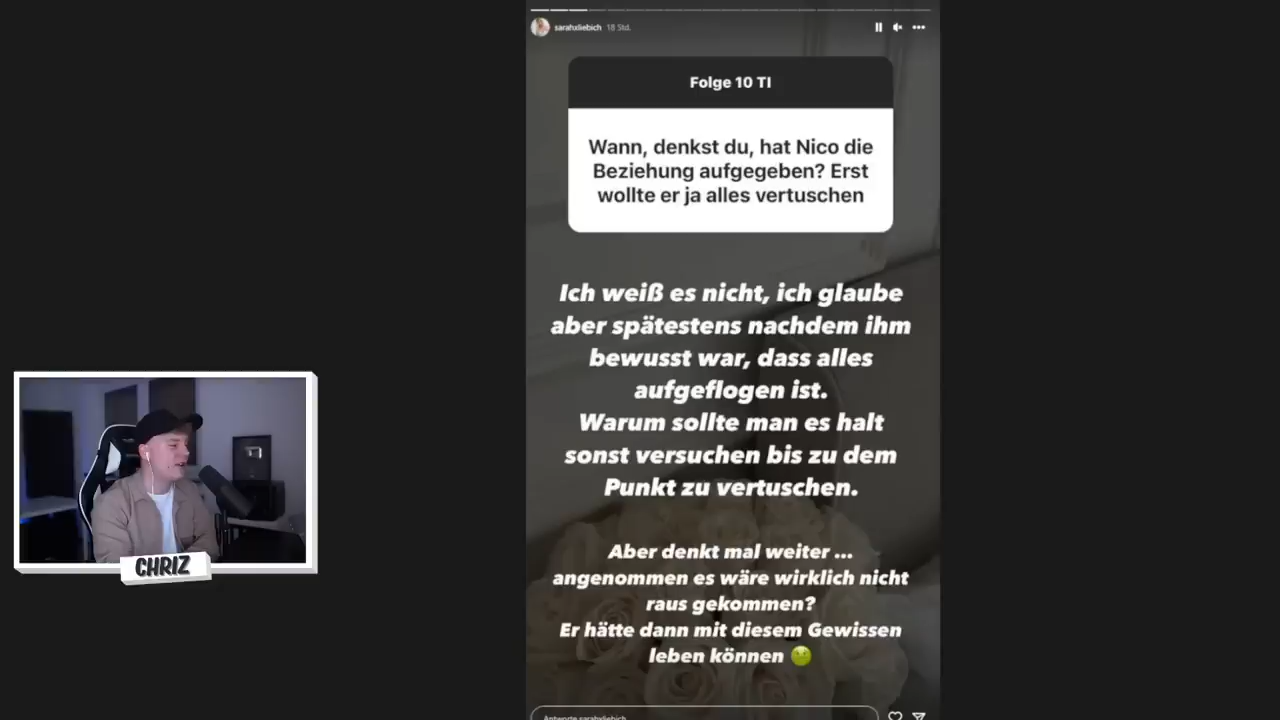 sarahxliebich 18 Std.
Folge 10 TI
Wann, denkst du, hat Nico die
Beziehung aufgegeben? Erst
wollte er ja alles vertuschen
Ich weiß es nicht, ich glaube
aber spätestens nachdem ihm
bewusst war, dass alles
aufgeflogen ist.
Warum sollte man es halt
sonst versuchen bis zu dem
Punkt zu vertuschen.
Aber denkt mal weiter ...
angenommen es wäre wirklich nicht
raus gekommen?
Er hätte dann mit diesem Gewissen
leben können 🤢
CHRIZ
Antworte sarahxliebich